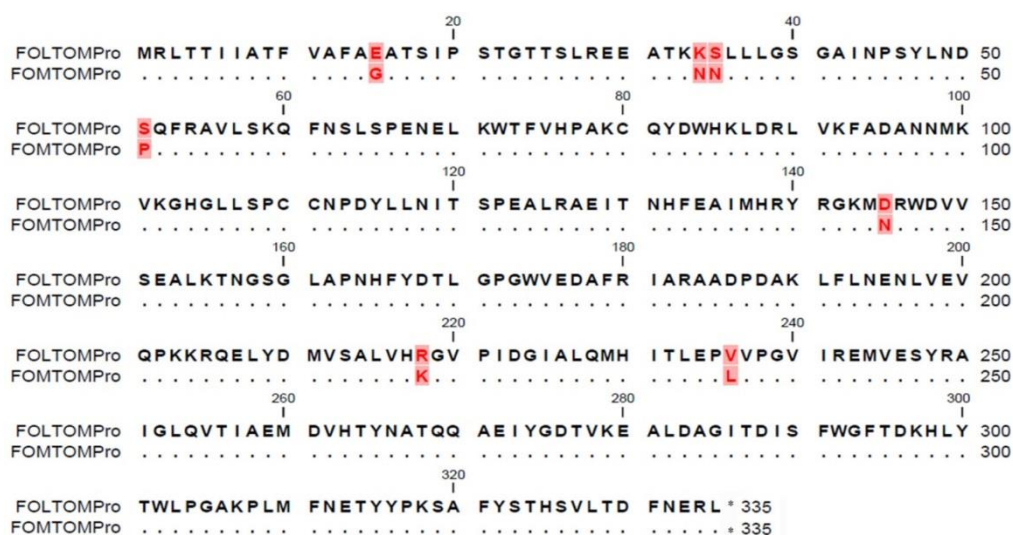 20 40
FOLTOMPro MRLTTIIATF VAFAEATSIP STGTTSLREE ATKKSLLLGS GAINPSYLND 50
FOMTOMPro .......... ....G..... .......... ...NN..... .......... 50
60 80 100
FOLTOMPro SQFRAVLSKQ FNSLSPENEL KWTFVHPAKC QYDWHKLDRL VKFADANNMK 100
FOMTOMPro P......... .......... .......... .......... .......... 100
120 140
FOLTOMPro VKGHGLLSPC CNPDYLLNIT SPEALRAEIT NHFEAIMHRY RGKMDRWDVV 150
FOMTOMPro .......... .......... .......... .......... ....N..... 150
160 180 200
FOLTOMPro SEALKTNGSG LAPNHFYDTL GPGWVEDAFR IARAADPDAK LFLNENLVEV 200
FOMTOMPro .......... .......... .......... .......... .......... 200
220 240
FOLTOMPro QPKKRQELYD MVSALVHRGV PIDGIALQMH ITLEPVVPGV IREMVESYRA 250
FOMTOMPro .......... .......K.. .......... .....L.... .......... 250
260 280 300
FOLTOMPro IGLQVTIAEM DVHTYNATQQ AEIYGDTVKE ALDAGITDIS FWGFTDKHLY 300
FOMTOMPro .......... .......... .......... .......... .......... 300
320
FOLTOMPro TWLPGAKPLM FNETYYPKSA FYSTHSVLTD FNERL * 335
FOMTOMPro .......... .......... .......... ..... * 335